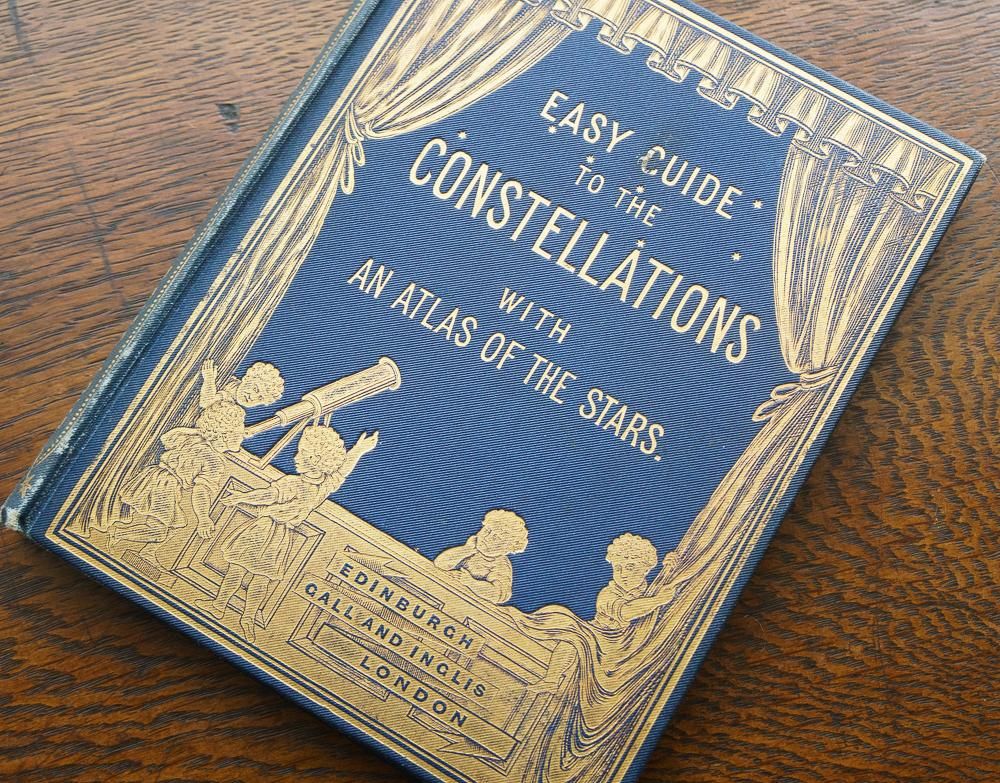 EASY GUIDE
TO THE
CONSTELLATIONS
WITH
AN ATLAS OF THE STARS.
EDINBURGH
GALL AND INGLIS
LONDON